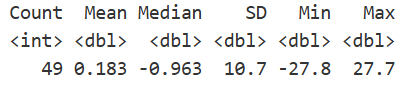 Count Mean Median SD Min Max
<int> <dbl> <dbl> <dbl> <dbl> <dbl>
49 0.183 -0.963 10.7 -27.8 27.7